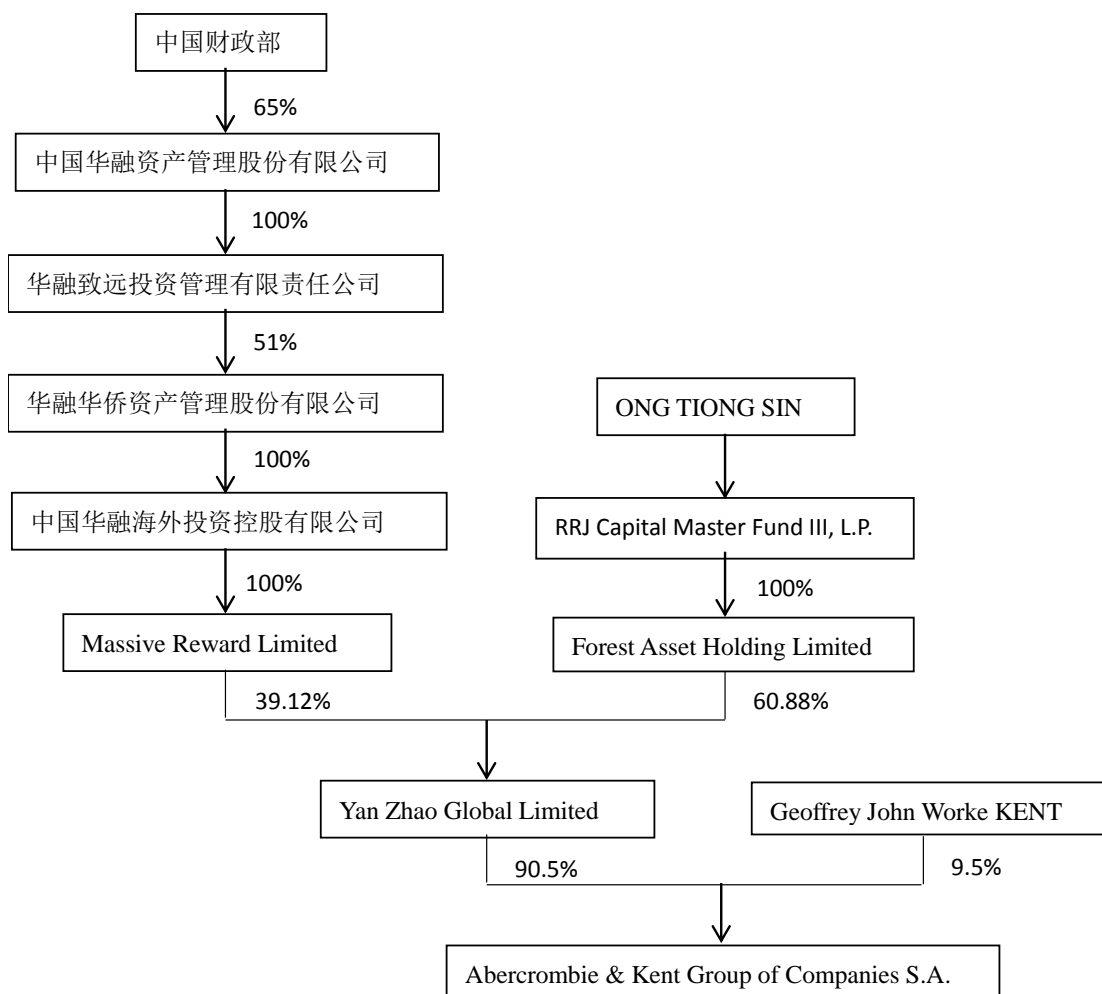 中国财政部
65%
中国华融资产管理股份有限公司
100%
华融致远投资管理有限责任公司
51%
华融华侨资产管理股份有限公司
ONG TIONG SIN
100%
中国华融海外投资控股有限公司
RRJ Capital Master Fund III, L.P.
100%
100%
Massive Reward Limited
Forest Asset Holding Limited
39.12%
60.88%
Yan Zhao Global Limited
Geoffrey John Worke KENT
90.5%
9.5%
Abercrombie & Kent Group of Companies S.A.